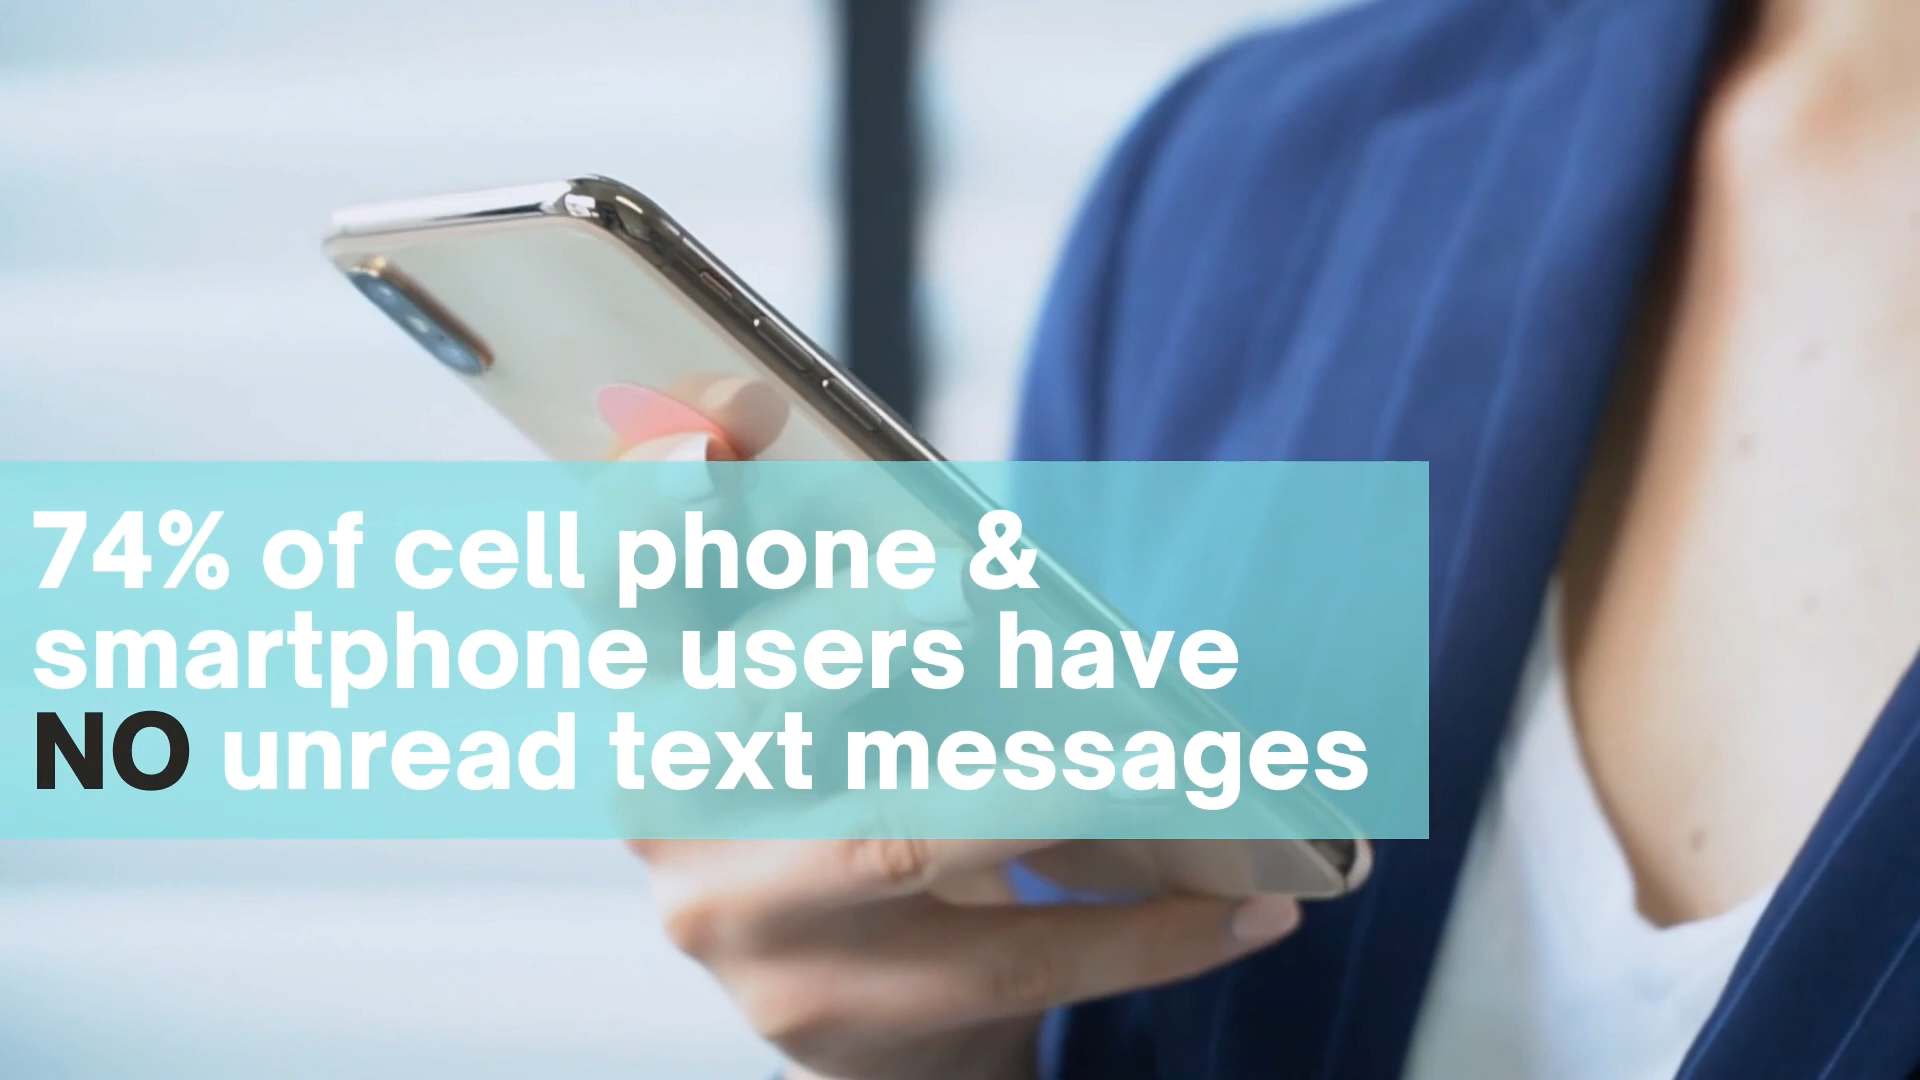 74% of cell phone &
smartphone users have
NO unread text messages